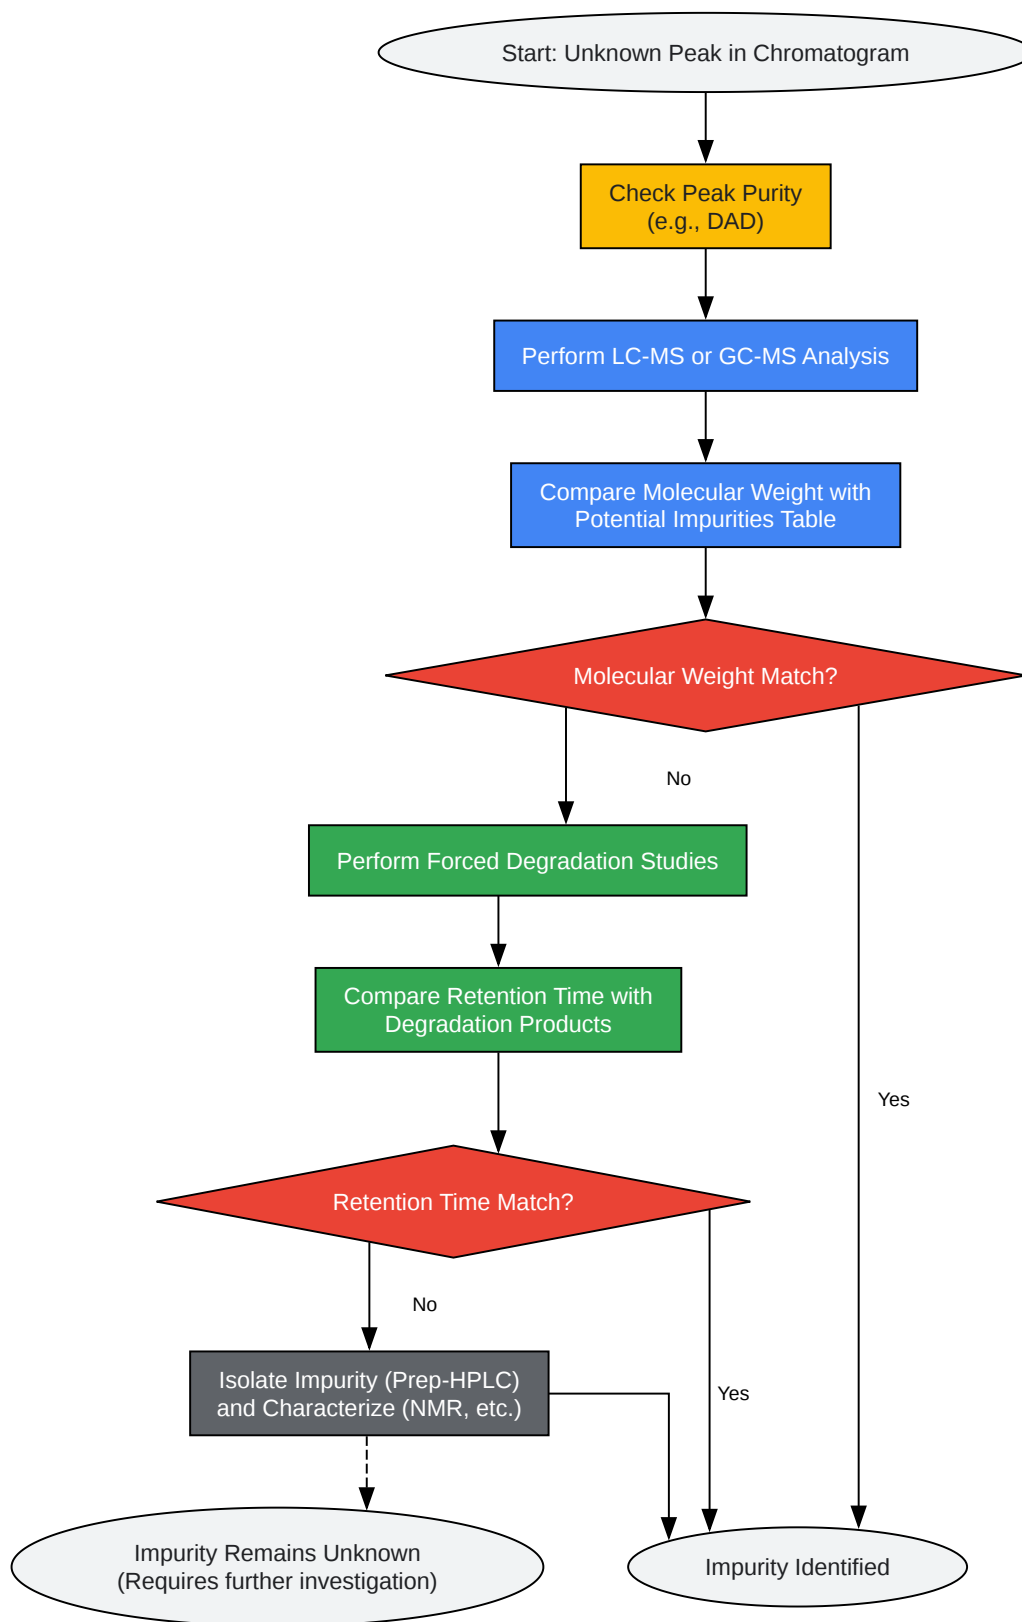 Start: Unknown Peak in Chromatogram
Check Peak Purity
(e.g., DAD)
Perform LC-MS or GC-MS Analysis
Compare Molecular Weight with
Potential Impurities Table
Molecular Weight Match?
No
Perform Forced Degradation Studies
Compare Retention Time with
Degradation Products
Yes
Retention Time Match?
No
Isolate Impurity (Prep-HPLC)
and Characterize (NMR, etc.)
Yes
Impurity Remains Unknown
(Requires further investigation)
Impurity Identified